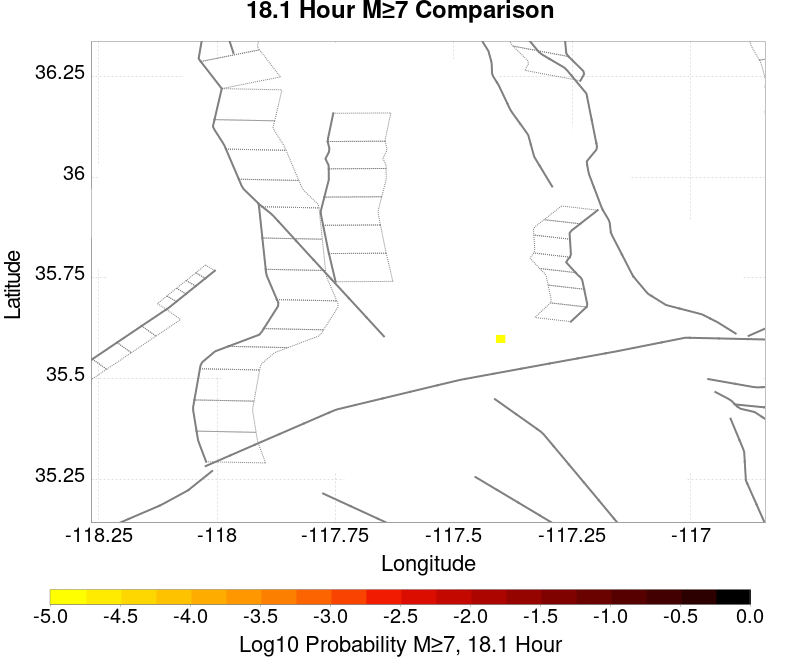 18.1 Hour M≥7 Comparison
36.25
36
35.75
35.5
35.25
Latitude
-118.25 -118 -117.75 -117.5 -117.25 -117
Longitude
-5.0 -4.5 -4.0 -3.5 -3.0 -2.5 -2.0 -1.5 -1.0 -0.5 0.0
Log10 Probability M≥7, 18.1 Hour